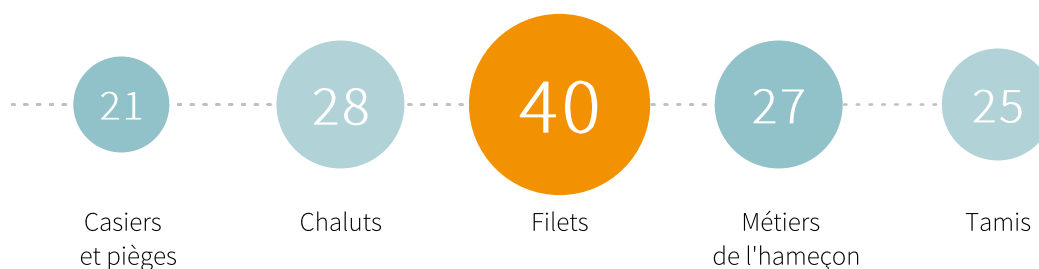 21
28
40
27
25
Casiers
et pièges
Chaluts
Filets
Métiers
de l'hameçon
Tamis